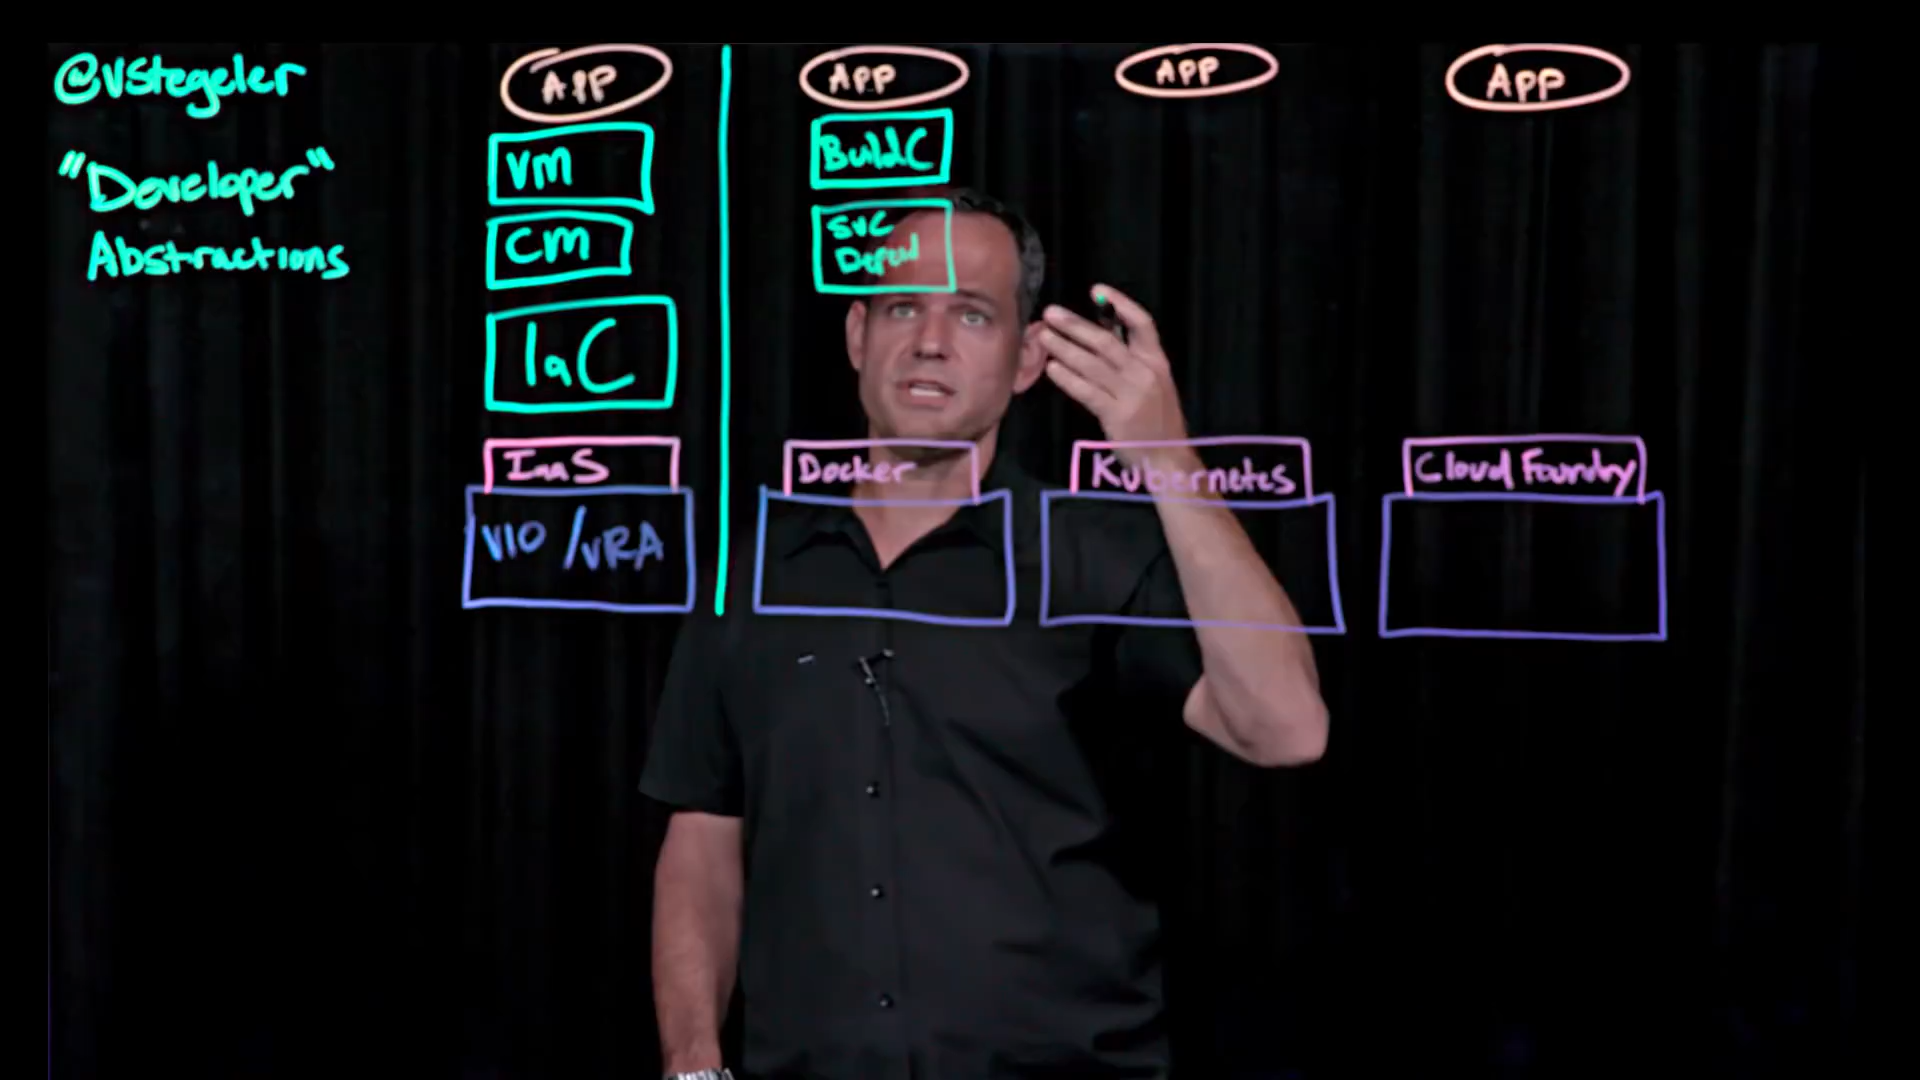 @VStegeler
"Developer"
Abstractions
APP
VM
CM
IaC
IaaS
VIO / VRA
APP
BuildC
SVC
Depend
Docker
APP
Kubernetes
APP
Cloud Foundry